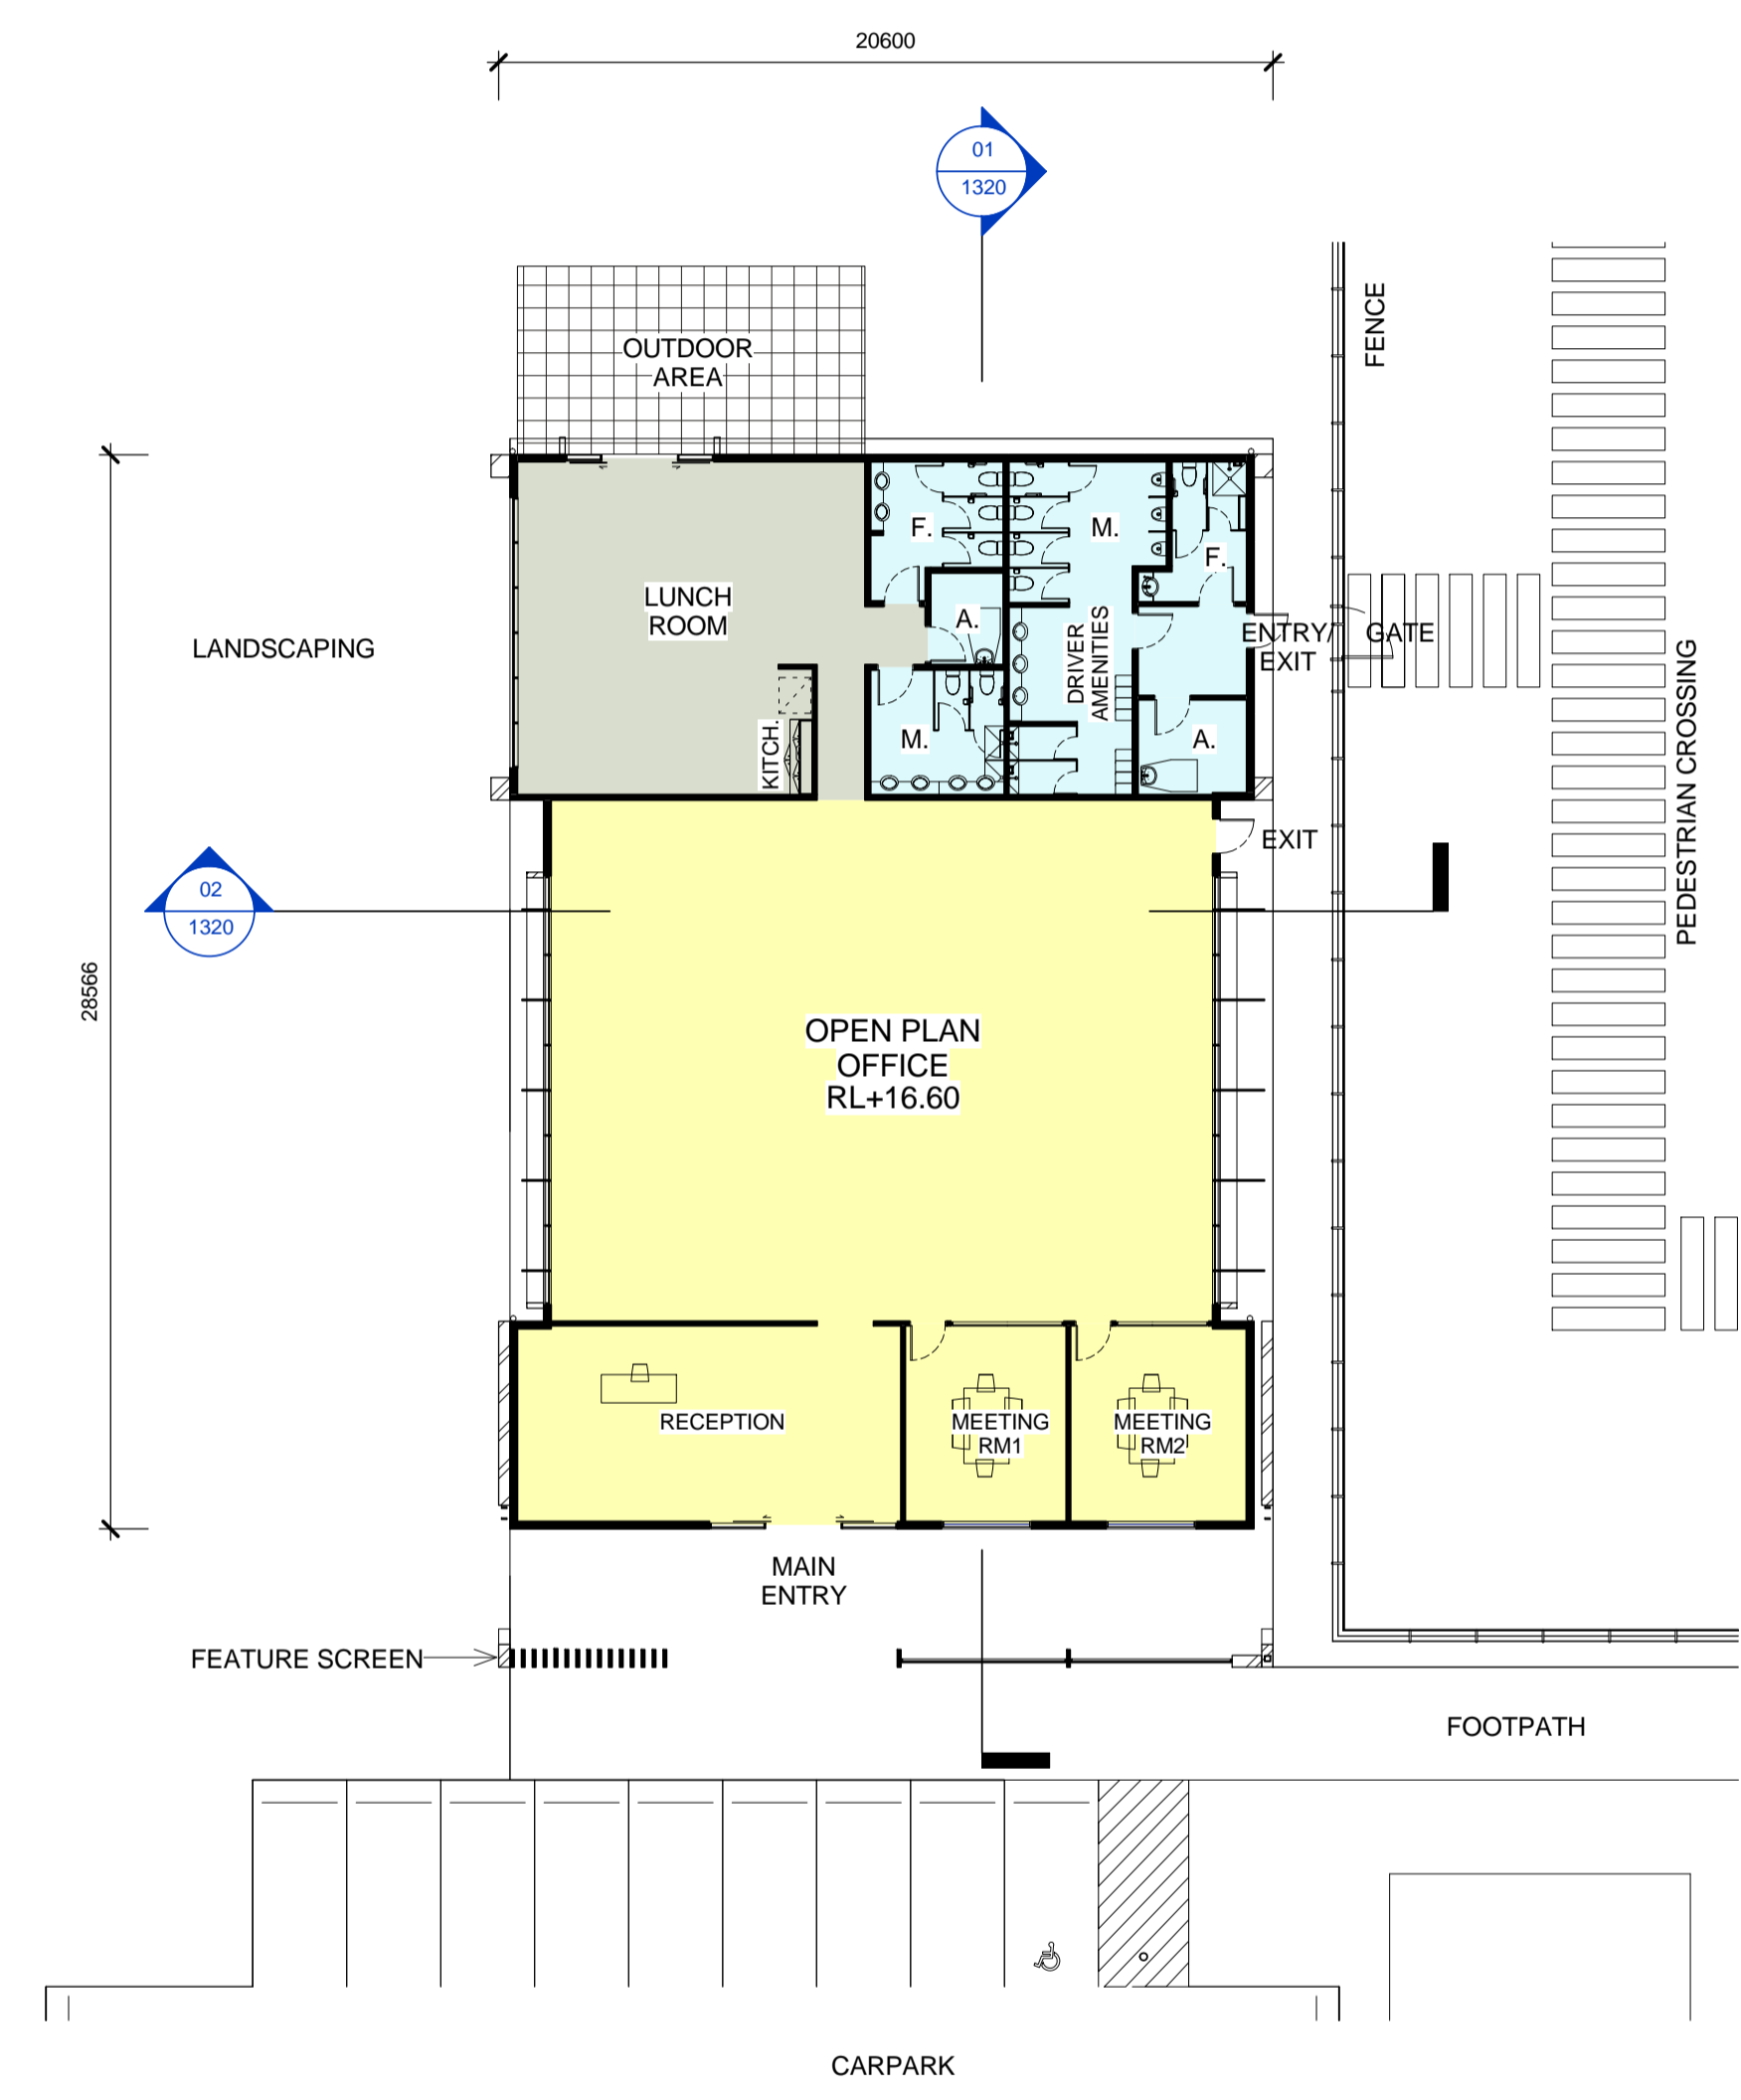 20600
01
1320
FENCE
OUTDOOR
AREA
F.
M.
F.
LUNCH
ROOM
A.
DRIVER
AMENITIES
ENTRY/
EXIT
GATE
LANDSCAPING
PEDESTRIAN CROSSING
KITCH.
M.
A.
EXIT
02
1320
28566
OPEN PLAN
OFFICE
RL+16.60
RECEPTION
MEETING
RM1
MEETING
RM2
MAIN
ENTRY
FEATURE SCREEN
FOOTPATH
CARPARK